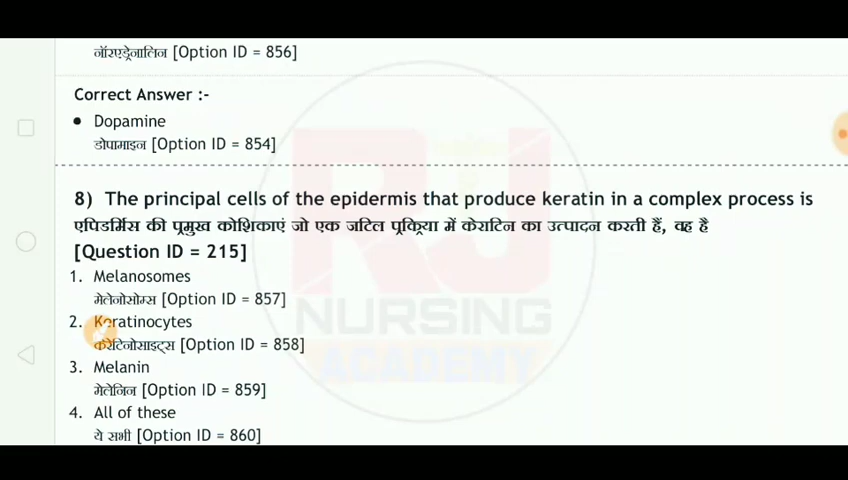 नॉरएड्रेनालिन [Option ID = 856]
Correct Answer :-
• Dopamine
डोपामाइन [Option ID = 854]
8) The principal cells of the epidermis that produce keratin in a complex process is
एपिडर्मिस की प्रमुख कोशिकाएं जो एक जटिल प्रक्रिया में केराटिन का उत्पादन करती हैं, वह है
[Question ID = 215]
1. Melanosomes
मेलेनोसोम्स [Option ID = 857]
2. Keratinocytes
केराटिनोसाइट्स [Option ID = 858]
3. Melanin
मेलेनिन [Option ID = 859]
4. All of these
ये सभी [Option ID = 860]
RJ
NURSING
ACADEMY